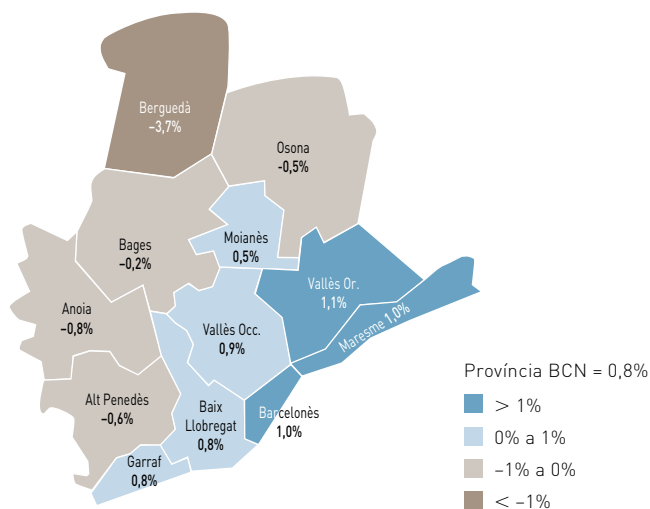 Berguedà
–3,7%
Osona
-0,5%
Moianès
0,5%
Bages
–0,2%
Vallès Or.
1,1%
Anoia
–0,8%
Maresme 1,0%
Vallès Occ.
0,9%
Alt Penedès
–0,6%
Baix
Llobregat
0,8%
Barcelonès
1,0%
Garraf
0,8%
Província BCN = 0,8%
> 1%
0% a 1%
–1% a 0%
< –1%